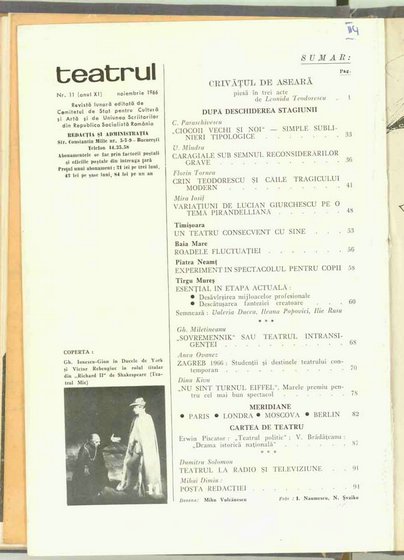 teatrul
Nr. 11 (anul XI) noiembrie 1966
Revistă lunară editată de
Comitetul de Stat pentru Cultură
și Artă și de Uniunea Scriitorilor
din Republica Socialistă România
REDACȚIA ȘI ADMINISTRAȚIA
Str. Constantin Mille nr. 5-7-9 - București
Telefon 14.35.58
Abonamentele se fac prin factorii poștali
și oficiile poștale din întreaga țară
Prețul unui abonament: 21 lei pe trei luni,
42 lei pe șase luni, 84 lei pe un an
COPERTA:
Gh. Ionescu-Gion în Ducele de York
și Victor Rebengiuc în rolul titular
din „Richard II" de Shakespeare (Teatrul Mic)
SUMAR:
Pag.
CRIVĂȚUL DE ASEARĂ
piesă în trei acte
de Leonida Teodorescu . 1
DUPĂ DESCHIDEREA STAGIUNII
C. Paraschivescu
„CIOCOII VECHI ȘI NOI" — SIMPLE SUBLINIERI TIPOLOGICE 33
U. Mîndru
CARAGIALE SUB SEMNUL RECONSIDERARILOR
GRAVE 36
Florin Tornea
CRIN TEODORESCU ȘI CĂILE TRAGICULUI
MODERN 41
Mira Iosif
VARIAȚIUNI DE LUCIAN GIURCHESCU PE O
TEMĂ PIRANDELLIANĂ 48
Timișoara
UN TEATRU CONSECVENT CU SINE 53
Baia Mare
ROADELE FLUCTUAȚIEI 56
Piatra Neamț
EXPERIMENT ÎN SPECTACOLUL PENTRU COPII 58
Tîrgu Mureș
ESENȚIAL ÎN ETAPA ACTUALĂ:
● Desăvîrșirea mijloacelor profesionale
● Descătușarea fanteziei creatoare 60
Semnează: Valeria Ducea, Ileana Popovici, Ilie Rusu
* * *
Gh. Miletineanu
„SOVREMENNIK" SAU TEATRUL INTRANSIGENȚEI 68
Anca Ovanez
ZAGREB 1966: Studenții și destinele teatrului contemporan 70
Dina Kivu
„NU SÎNT TURNUL EIFFEL". Marele premiu pentru cel mai bun spectacol 78
MERIDIANE
● PARIS ● LONDRA ● MOSCOVA ● BERLIN 82
CARTEA DE TEATRU
Erwin Piscator: „Teatrul politic"; V. Brădățeanu:
„Drama istorică națională" 87
* * *
Dumitru Solomon
TEATRUL LA RADIO ȘI TELEVIZIUNE 91
Mihai Dimiu:
POȘTA REDACȚIEI 94
Desene: Mihu Vulcănescu Foto: I. Naumescu, N. Șvaiko